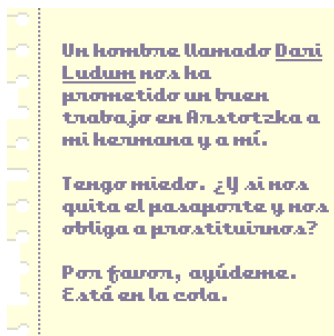 Un hombre llamado Dari
Ludum nos ha
prometido un buen
trabajo en Arstotzka a
mi hermana y a mí.
Tengo miedo. ¿Y si nos
quita el pasaporte y nos
obliga a prostituirnos?
Por favor, ayúdeme.
Está en la cola.